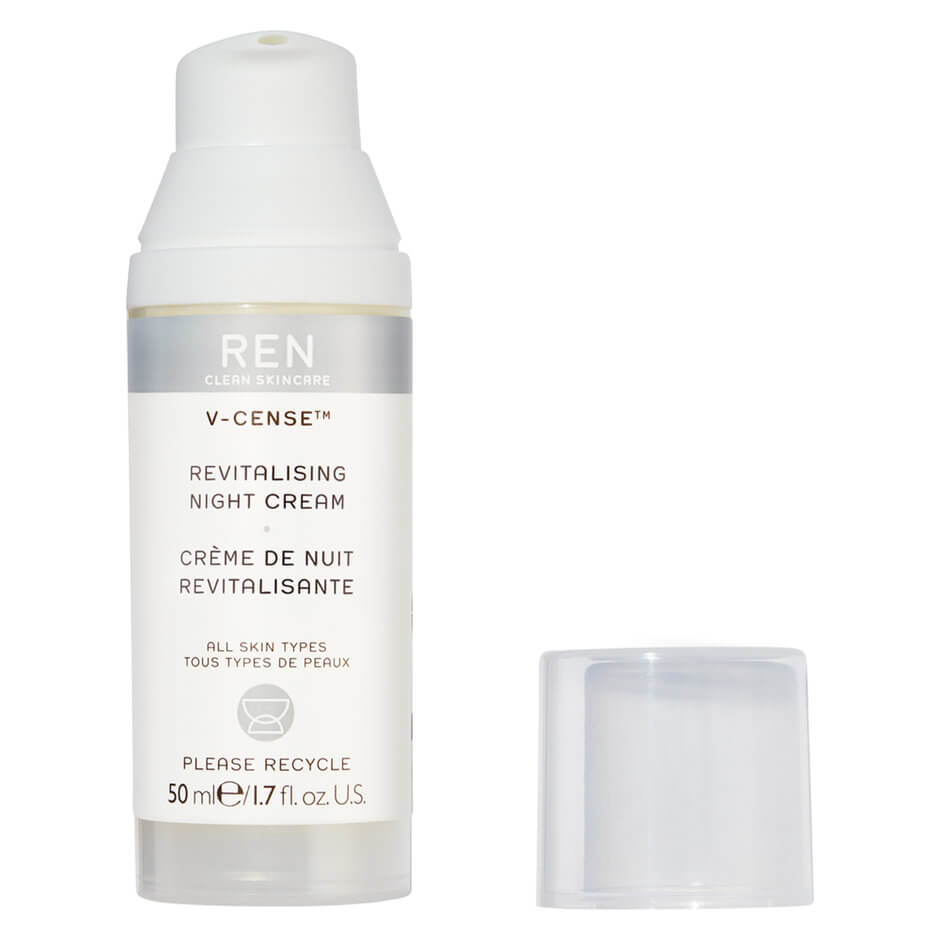 REN
CLEAN SKINCARE
V-CENSE™
REVITALISING
NIGHT CREAM
CRÈME DE NUIT
REVITALISANTE
ALL SKIN TYPES
TOUS TYPES DE PEAUX
PLEASE RECYCLE
50 ml℮/1.7 fl. oz. U.S.